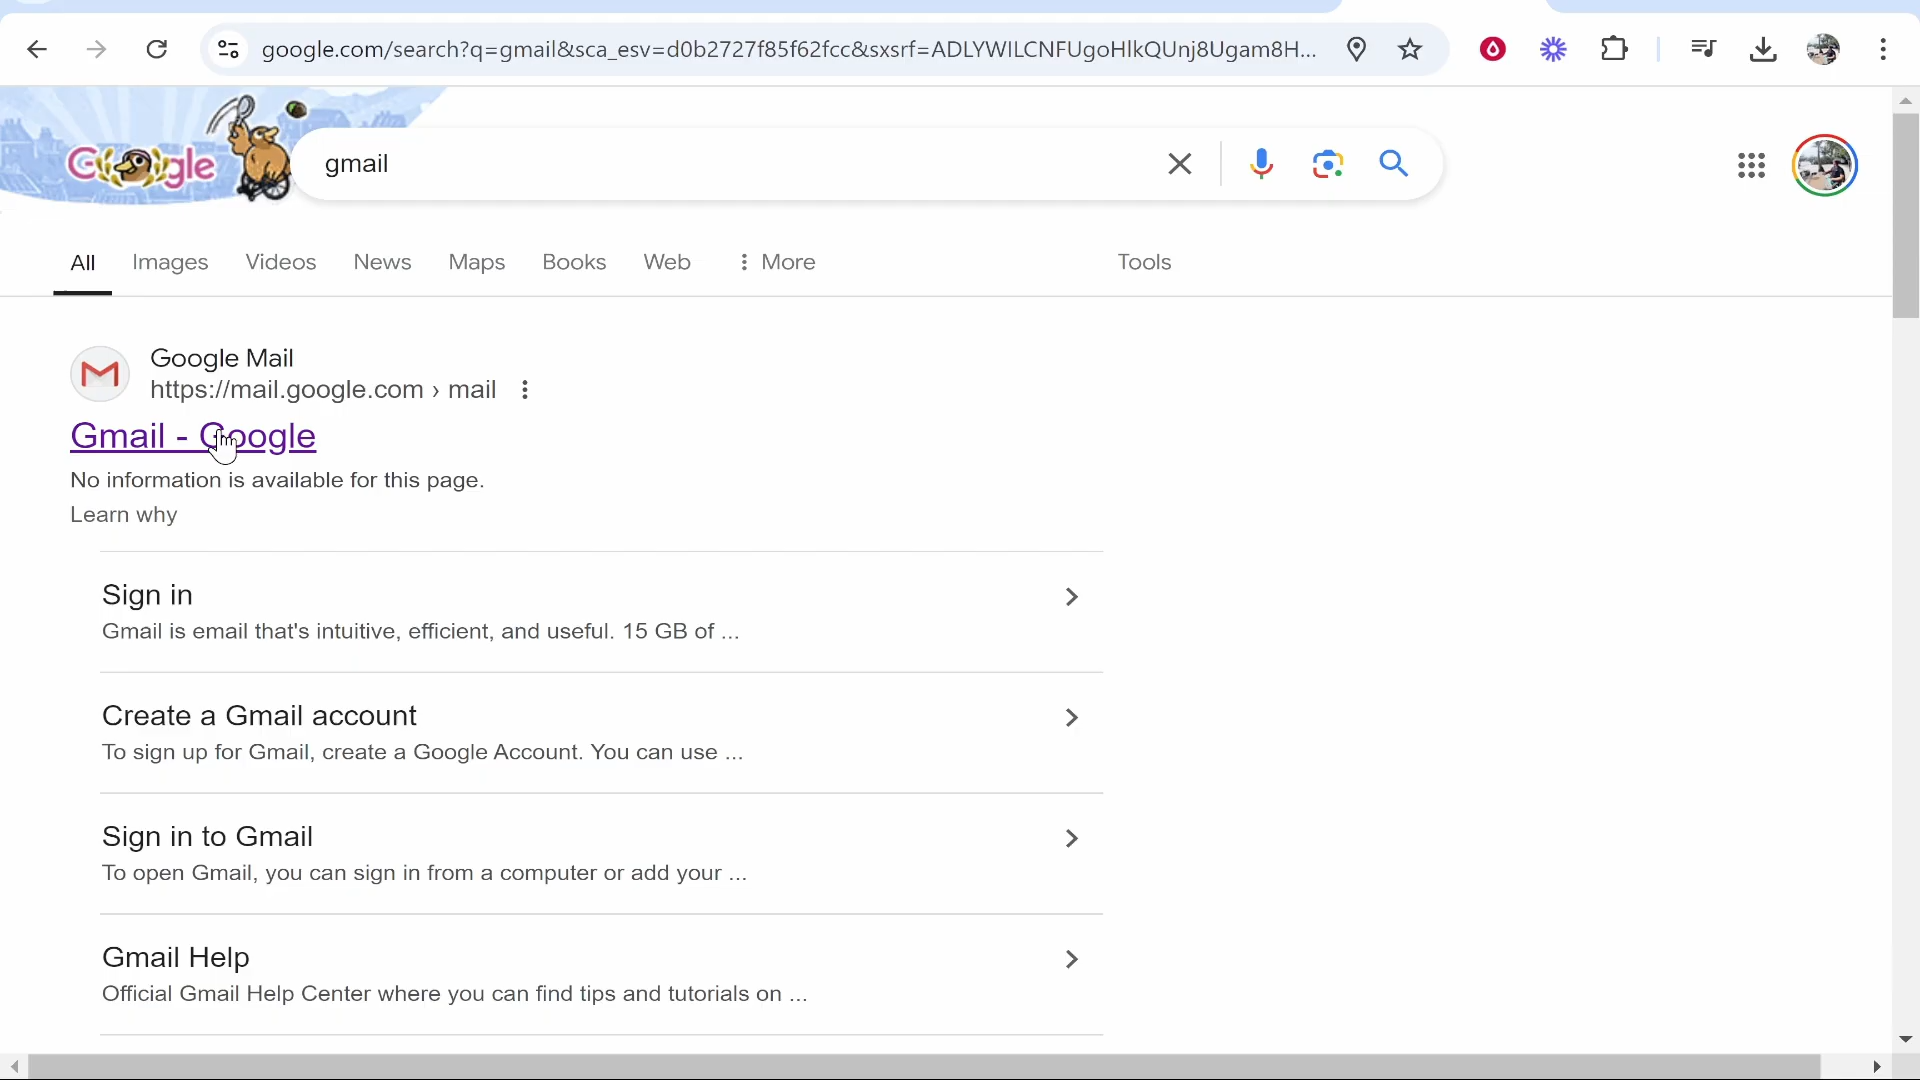 google.com/search?q=gmail&sca_esv=d0b2727f85f62fcc&sxsrf=ADLYWILCNFUgoHlkQUnj8Ugam8H...
Google
gmail
All Images Videos News Maps Books Web More Tools
Google Mail
https://mail.google.com › mail
Gmail - Google
No information is available for this page.
Learn why
Sign in
Gmail is email that's intuitive, efficient, and useful. 15 GB of ...
Create a Gmail account
To sign up for Gmail, create a Google Account. You can use ...
Sign in to Gmail
To open Gmail, you can sign in from a computer or add your ...
Gmail Help
Official Gmail Help Center where you can find tips and tutorials on ...